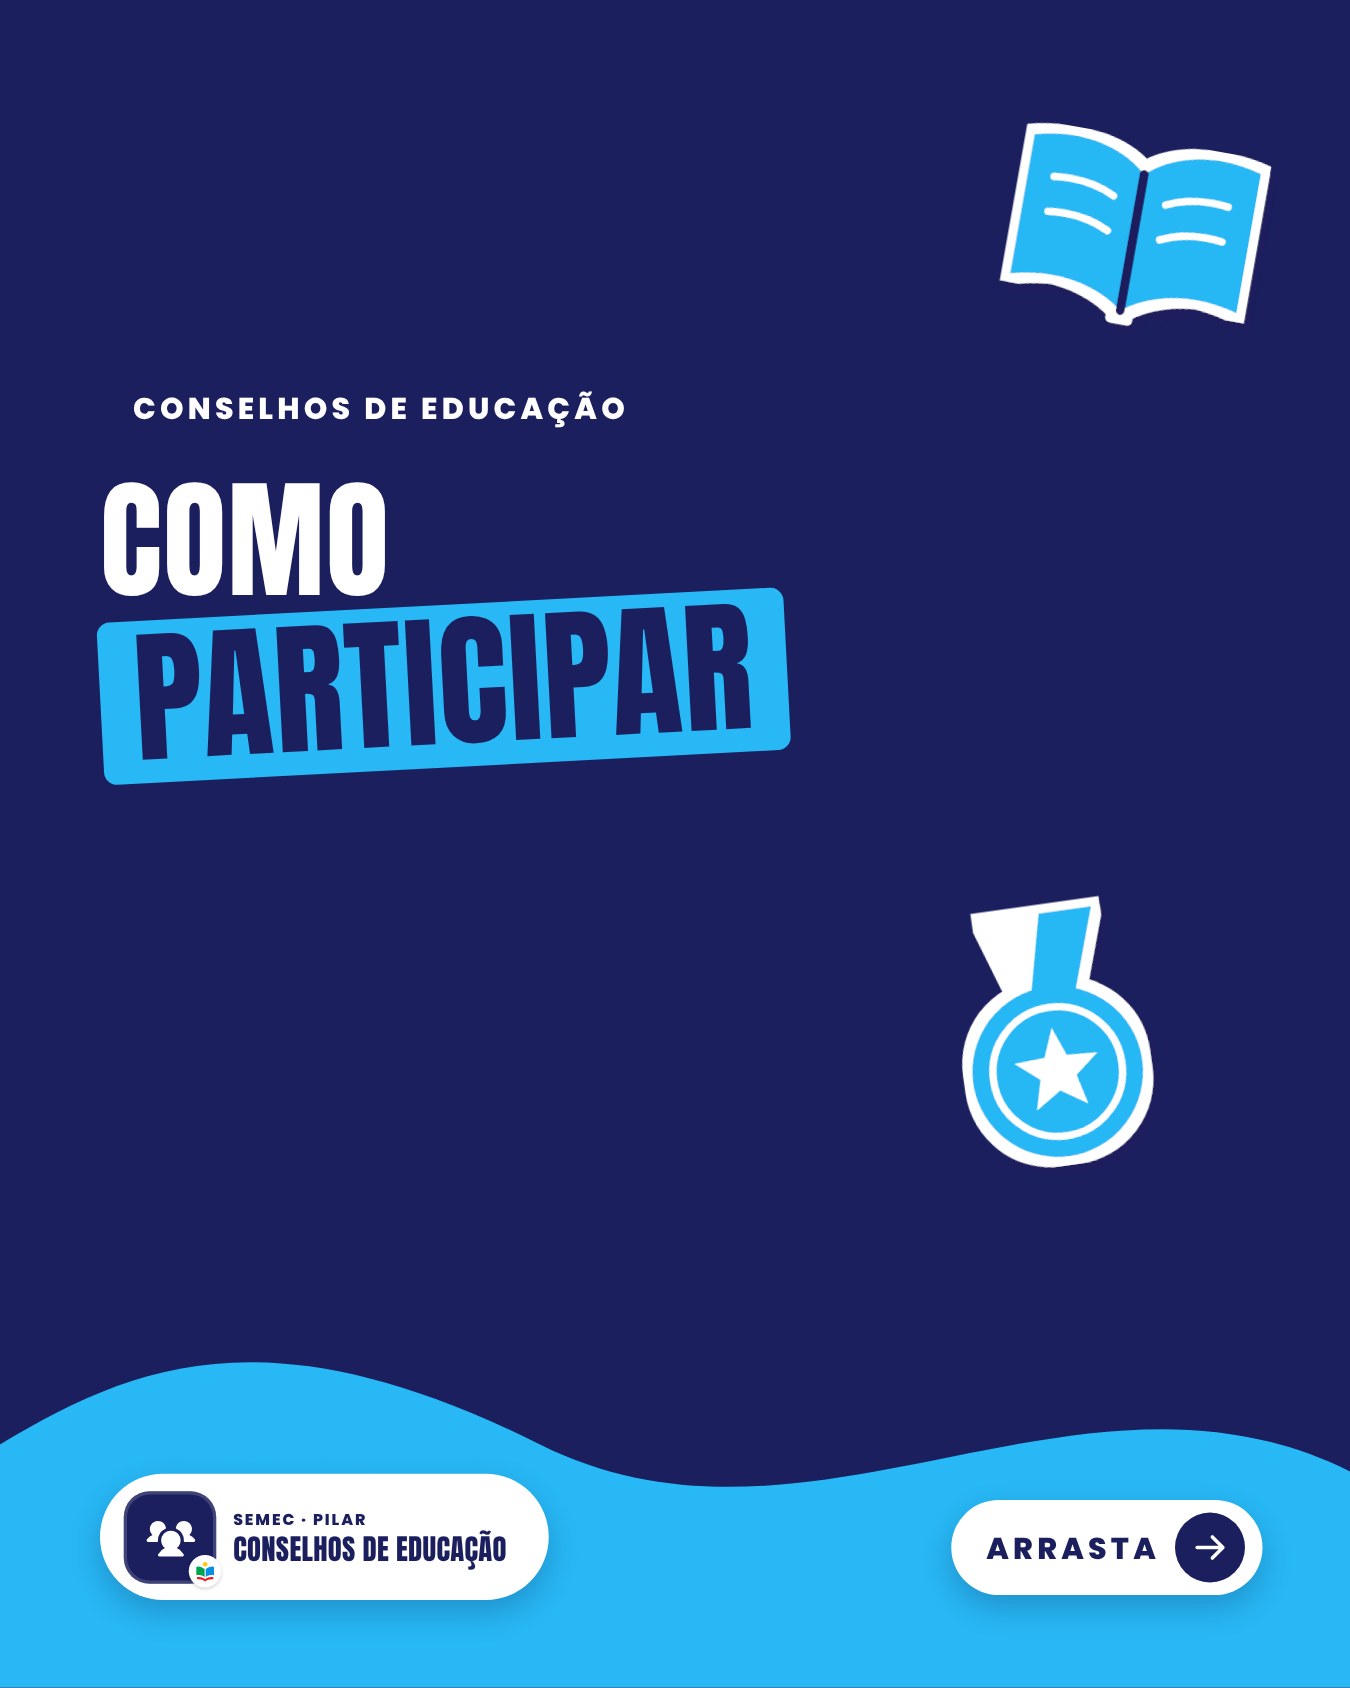 CONSELHOS DE EDUCAÇÃO
COMO
PARTICIPAR
SEMEC · PILAR
CONSELHOS DE EDUCAÇÃO
ARRASTA